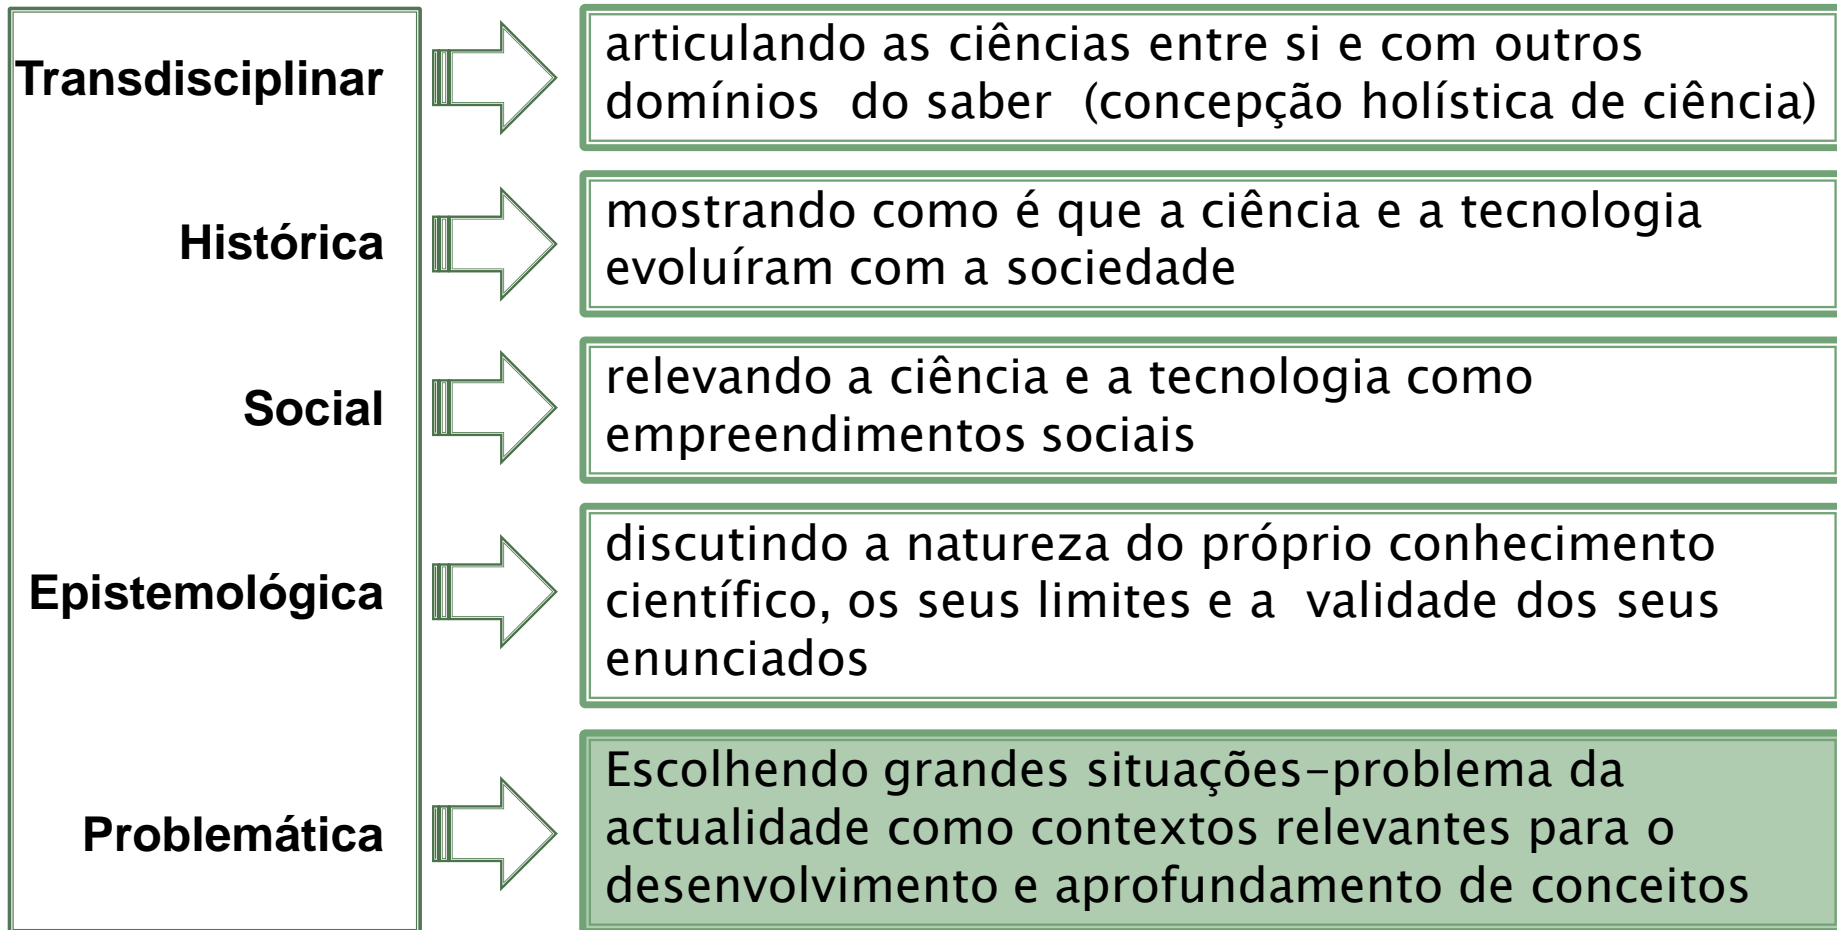 Transdisciplinar
articulando as ciências entre si e com outros
domínios do saber (concepção holística de ciência)
Histórica
mostrando como é que a ciência e a tecnologia
evoluíram com a sociedade
Social
relevando a ciência e a tecnologia como
empreendimentos sociais
Epistemológica
discutindo a natureza do próprio conhecimento
científico, os seus limites e a validade dos seus
enunciados
Problemática
Escolhendo grandes situações-problema da
actualidade como contextos relevantes para o
desenvolvimento e aprofundamento de conceitos